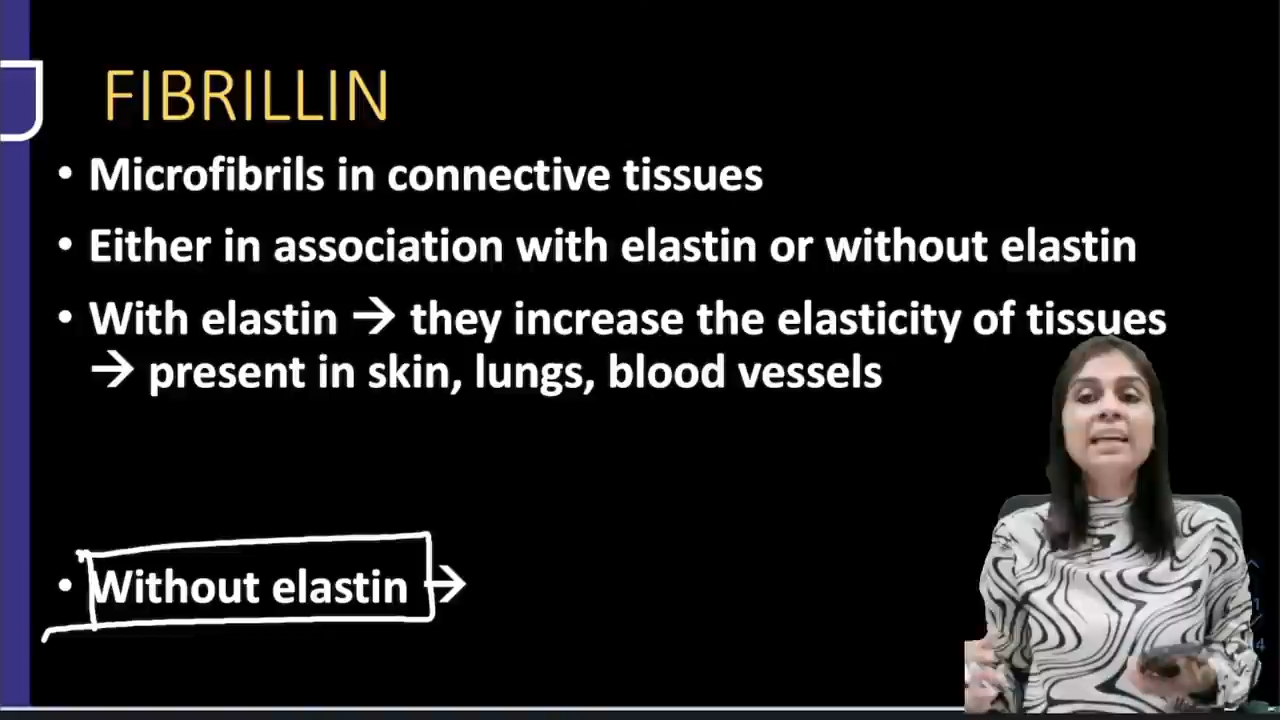 FIBRILLIN
• Microfibrils in connective tissues
• Either in association with elastin or without elastin
• With elastin → they increase the elasticity of tissues
→ present in skin, lungs, blood vessels
• Without elastin →